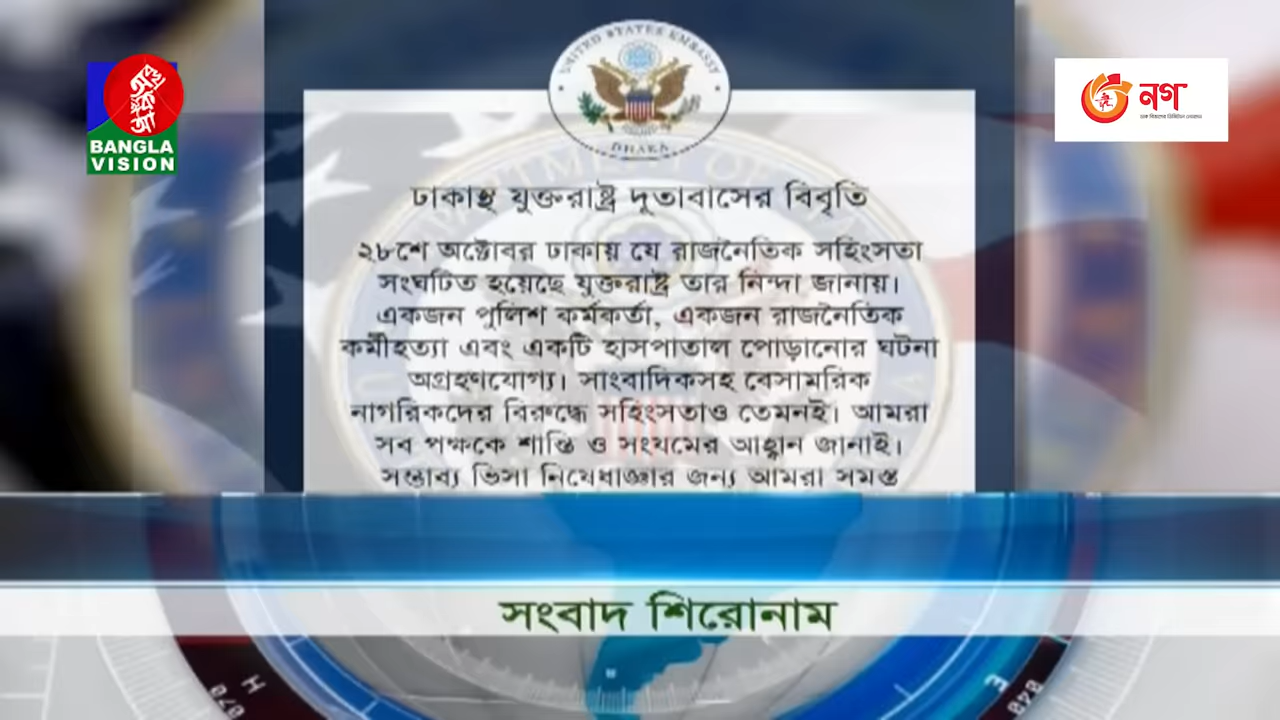 UNITED STATES EMBASSY
DHAKA
BANGLA
VISION
নগদ
ঢাকাস্থ যুক্তরাষ্ট্র দূতাবাসের বিবৃতি
২৮শে অক্টোবর ঢাকায় যে রাজনৈতিক সহিংসতা
সংঘটিত হয়েছে যুক্তরাষ্ট্র তার নিন্দা জানায়।
একজন পুলিশ কর্মকর্তা, একজন রাজনৈতিক
কর্মীহত্যা এবং একটি হাসপাতাল পোড়ানোর ঘটনা
অগ্রহণযোগ্য। সাংবাদিকসহ বেসামরিক
নাগরিকদের বিরুদ্ধে সহিংসতাও তেমনই। আমরা
সব পক্ষকে শান্তি ও সংযমের আহ্বান জানাই।
সম্ভাব্য ভিসা নিষেধাজ্ঞার জন্য আমরা সমস্ত
সংবাদ শিরোনাম
H
070
E
040